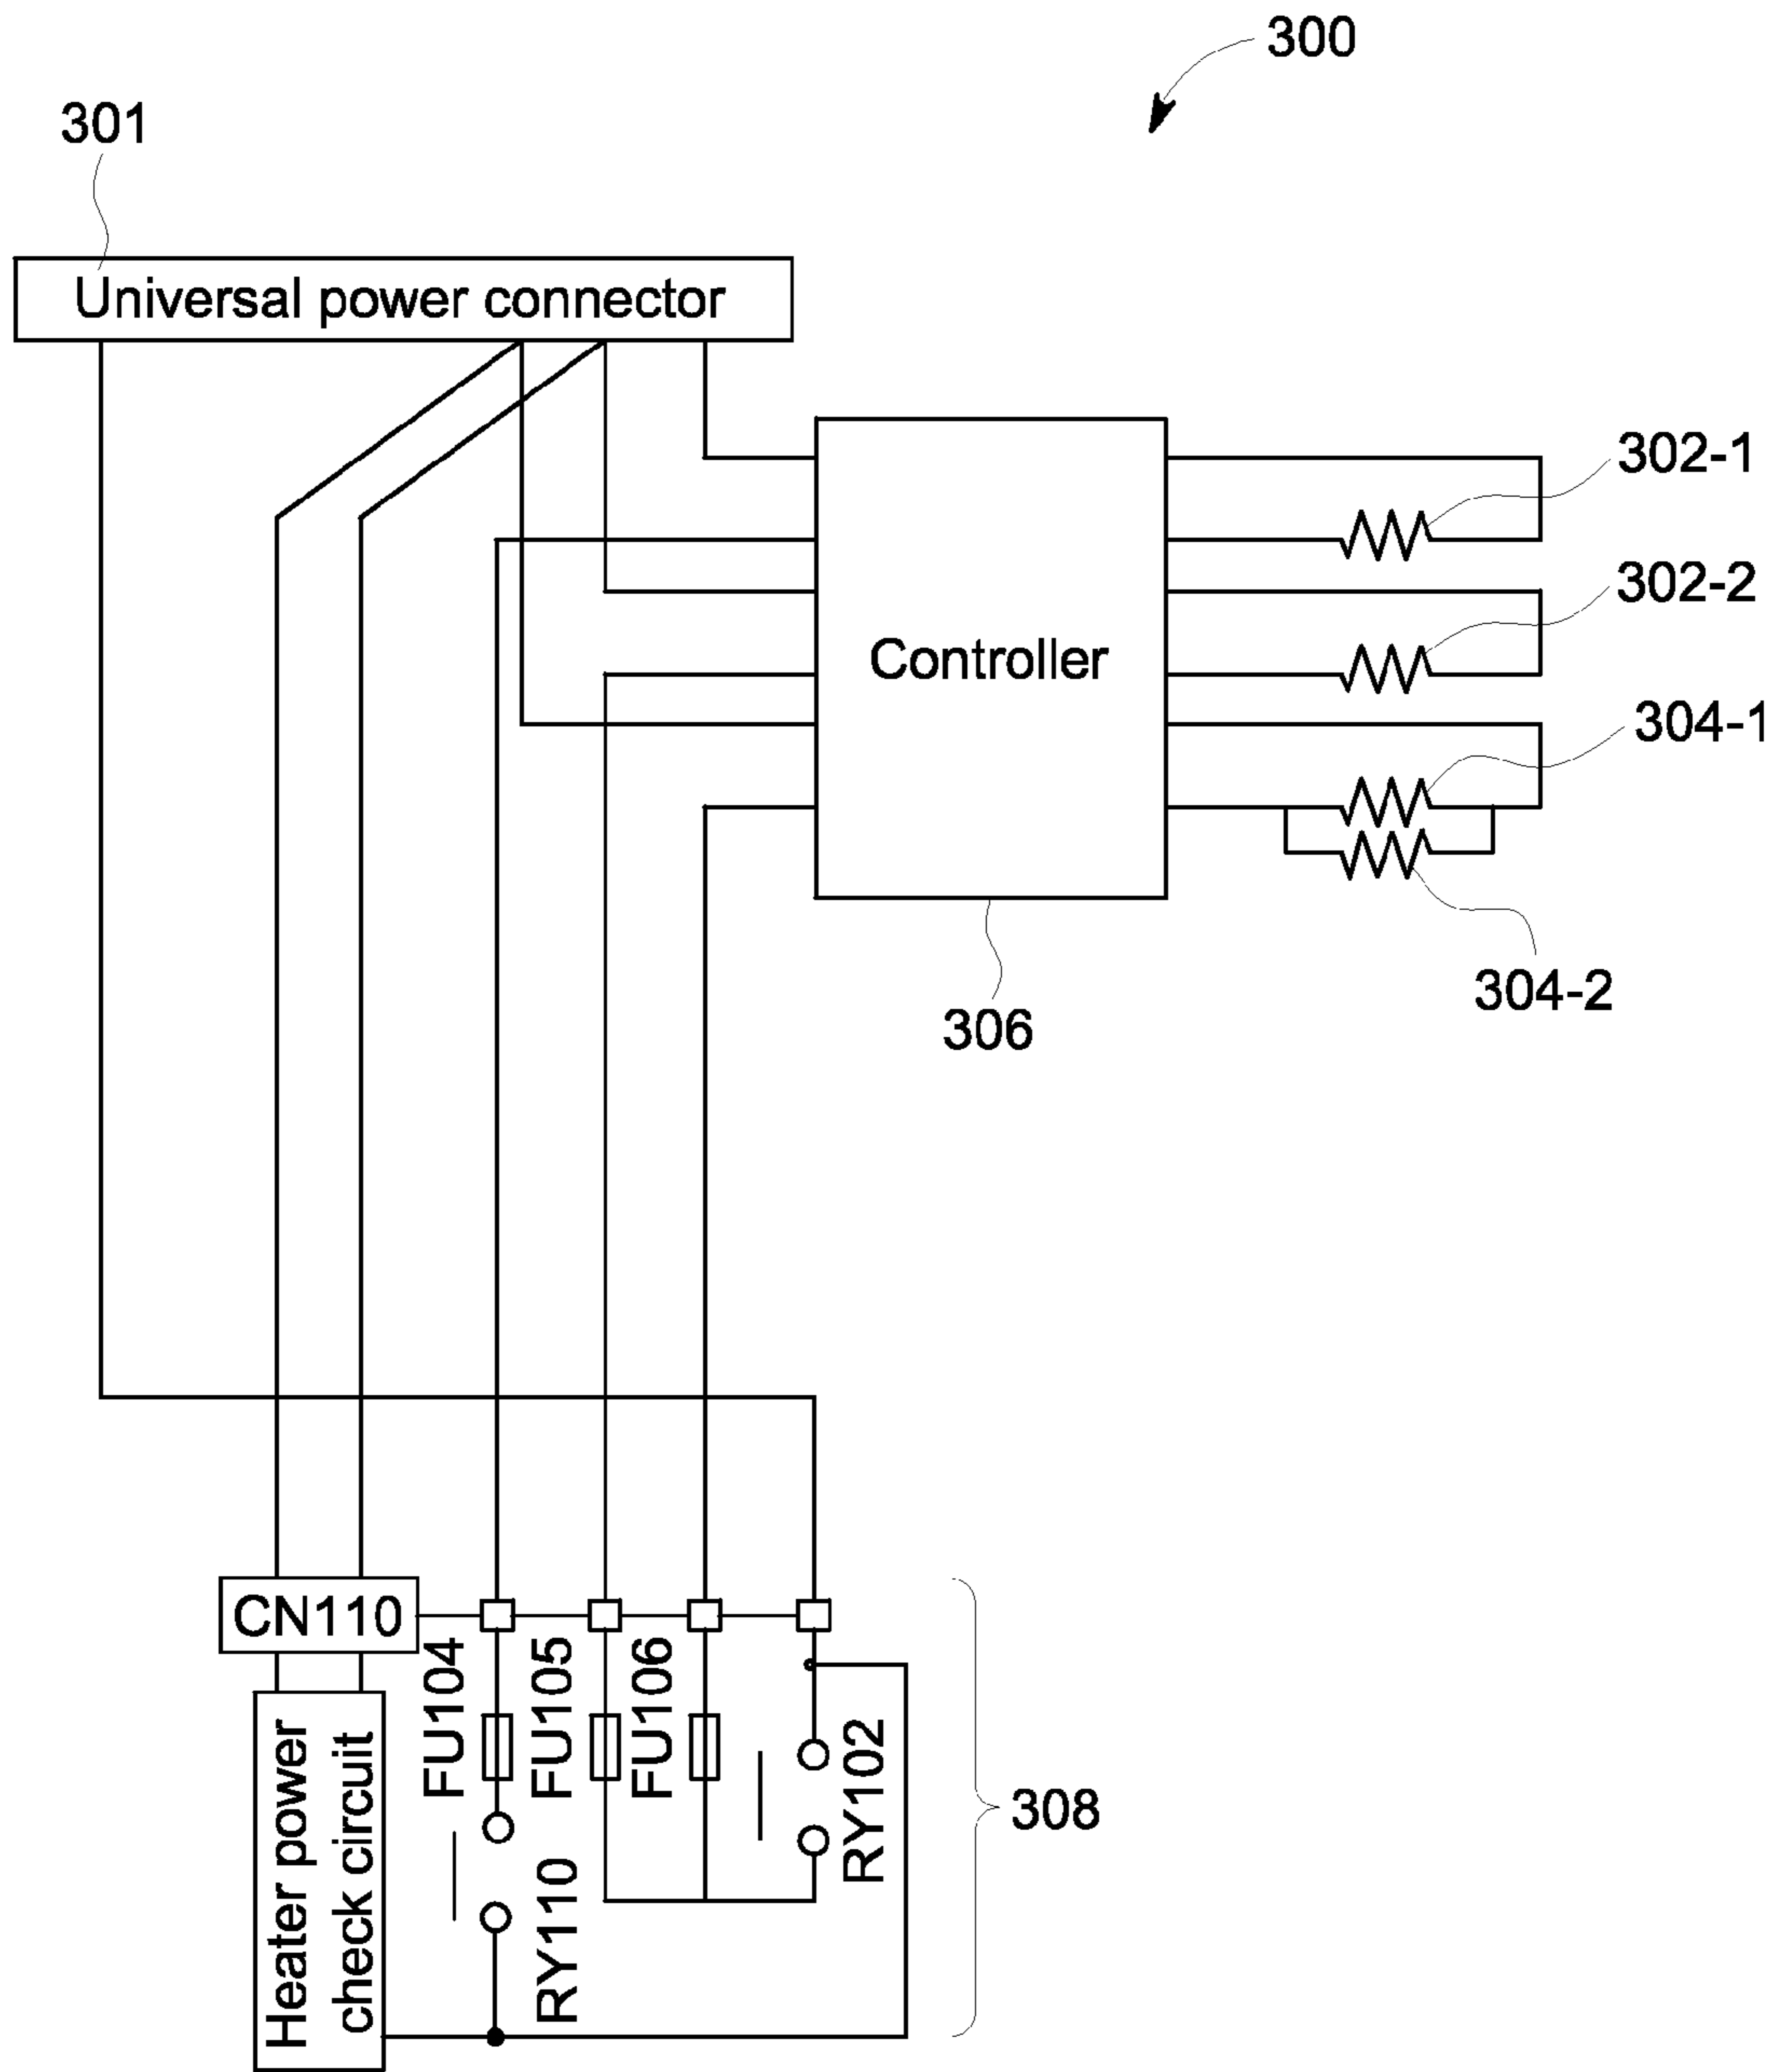 300
301
Universal power connector
302-1
302-2
Controller
304-1
304-2
306
CN110
FU104
FU105
FU106
RY102
RY110
Heater power
check circuit
308